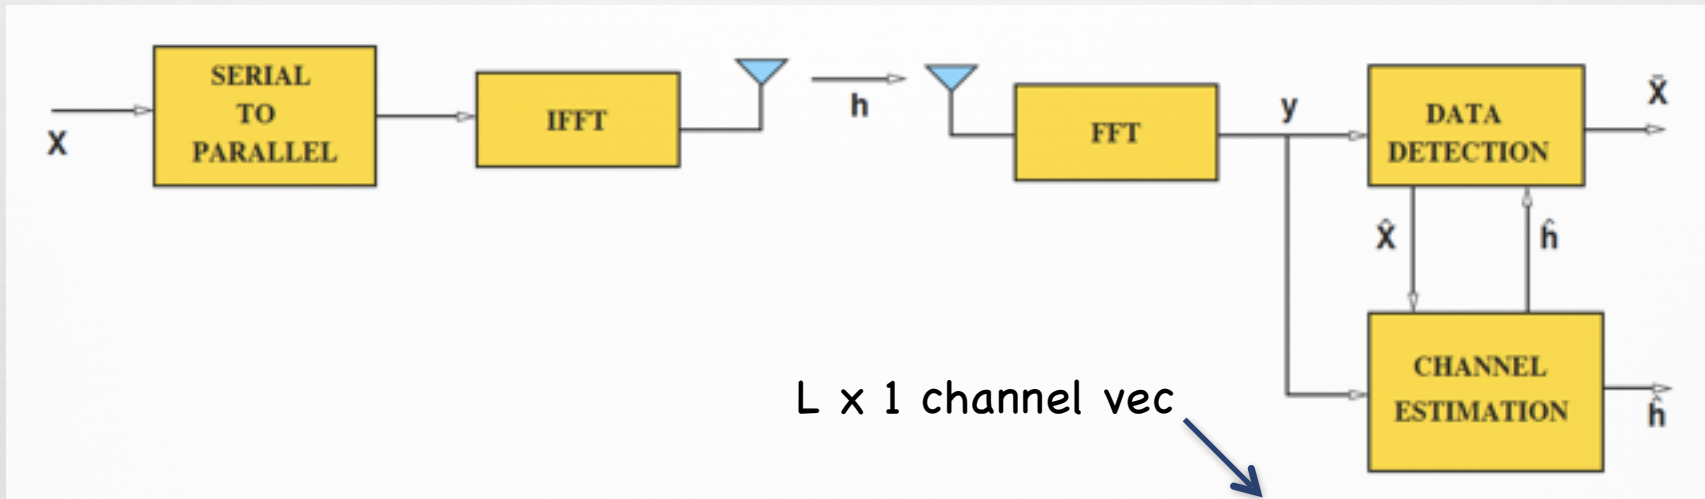 X
SERIAL
TO
PARALLEL
IFFT
h
FFT
y
DATA
DETECTION
X̄
X̂
ĥ
CHANNEL
ESTIMATION
ĥ
L x 1 channel vec